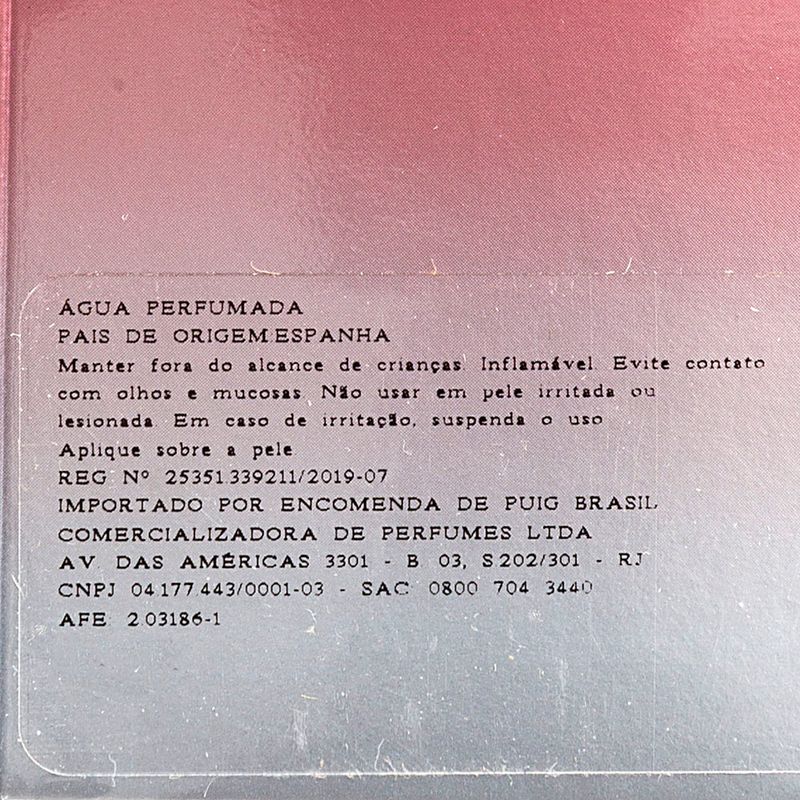 ÁGUA PERFUMADA
PAIS DE ORIGEM:ESPANHA
Manter fora do alcance de crianças. Inflamável. Evite contato
com olhos e mucosas. Não usar em pele irritada ou
lesionada. Em caso de irritação, suspenda o uso.
Aplique sobre a pele.
REG Nº 25351.339211/2019-07
IMPORTADO POR ENCOMENDA DE PUIG BRASIL
COMERCIALIZADORA DE PERFUMES LTDA
AV. DAS AMÉRICAS 3301 - B. 03, S.202/301 - RJ
CNPJ 04.177.443/0001-03 - SAC: 0800 704 3440
AFE: 2.03186-1